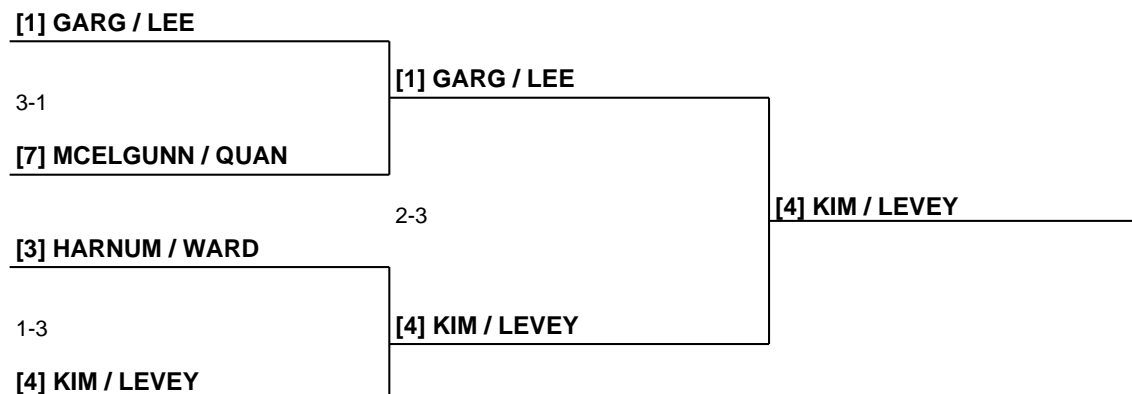 [1] GARG / LEE
[1] GARG / LEE
3-1
[7] MCELGUNN / QUAN
2-3
[4] KIM / LEVEY
[3] HARNUM / WARD
1-3
[4] KIM / LEVEY
[4] KIM / LEVEY